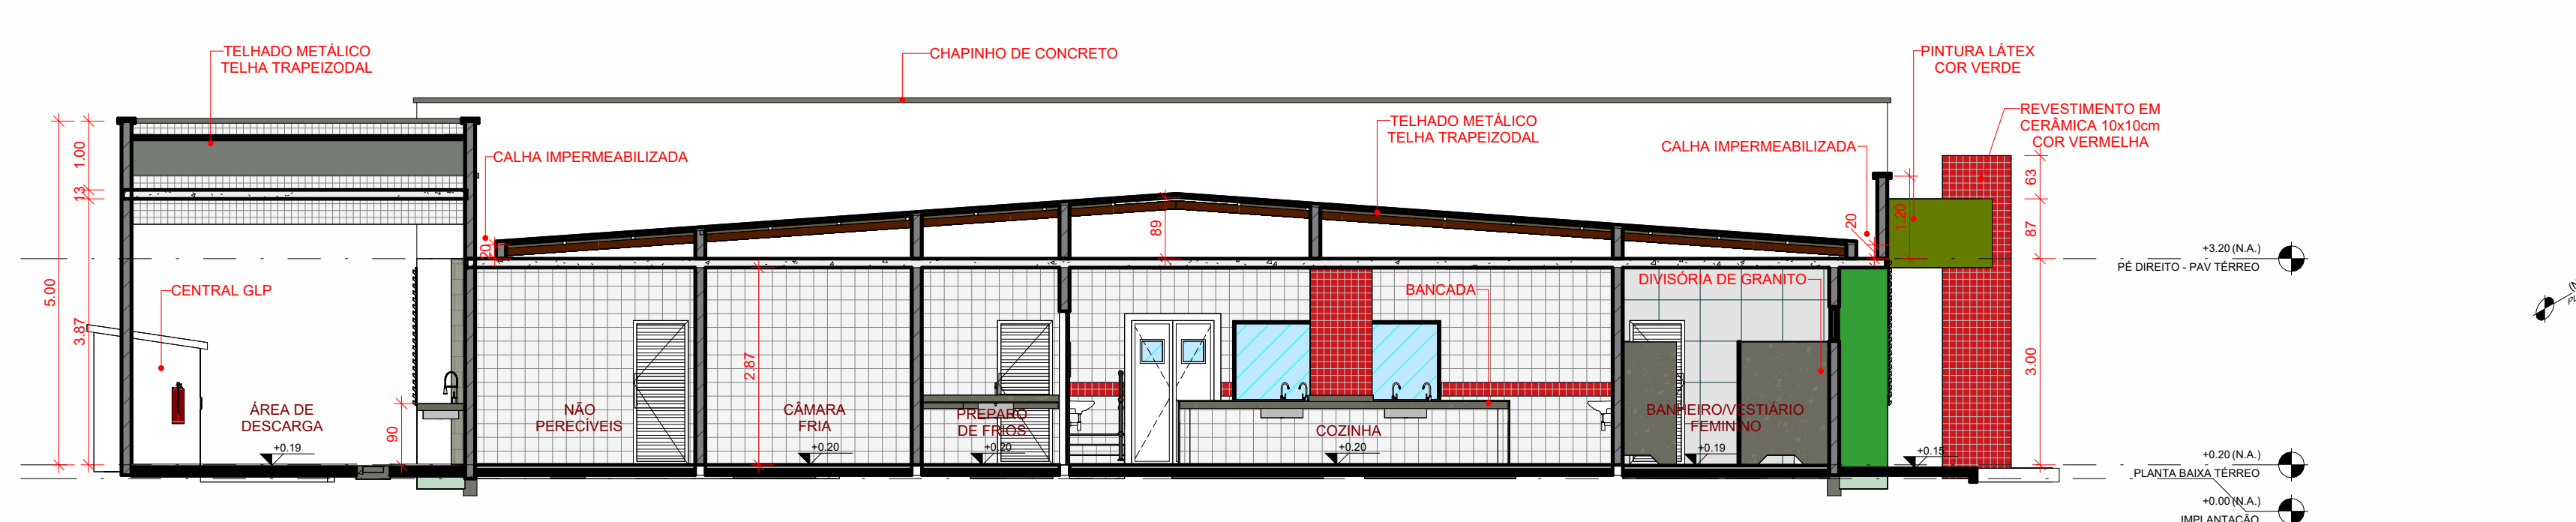 TELHADO METÁLICO
TELHA TRAPEIZODAL
CHAPINHO DE CONCRETO
PINTURA LÁTEX
COR VERDE
REVESTIMENTO EM
CERÂMICA 10x10cm
COR VERMELHA
TELHADO METÁLICO
TELHA TRAPEIZODAL
CALHA IMPERMEABILIZADA
CALHA IMPERMEABILIZADA
1.00
13
5.00
3.87
20
89
20
1.20
63
87
3.00
+3.20 (N.A.)
PÉ DIREITO - PAV TÉRREO
CENTRAL GLP
BANCADA
DIVISÓRIA DE GRANITO
2.87
90
ÁREA DE
DESCARGA
+0.19
NÃO
PERECÍVEIS
CÂMARA
FRIA
+0.20
PREPARO
DE FRIOS
+0.20
COZINHA
+0.20
BANHEIRO/VESTIÁRIO
FEMININO
+0.19
+0.15
+0.20 (N.A.)
PLANTA BAIXA TÉRREO
+0.00 (N.A.)
IMPLANTAÇÃO